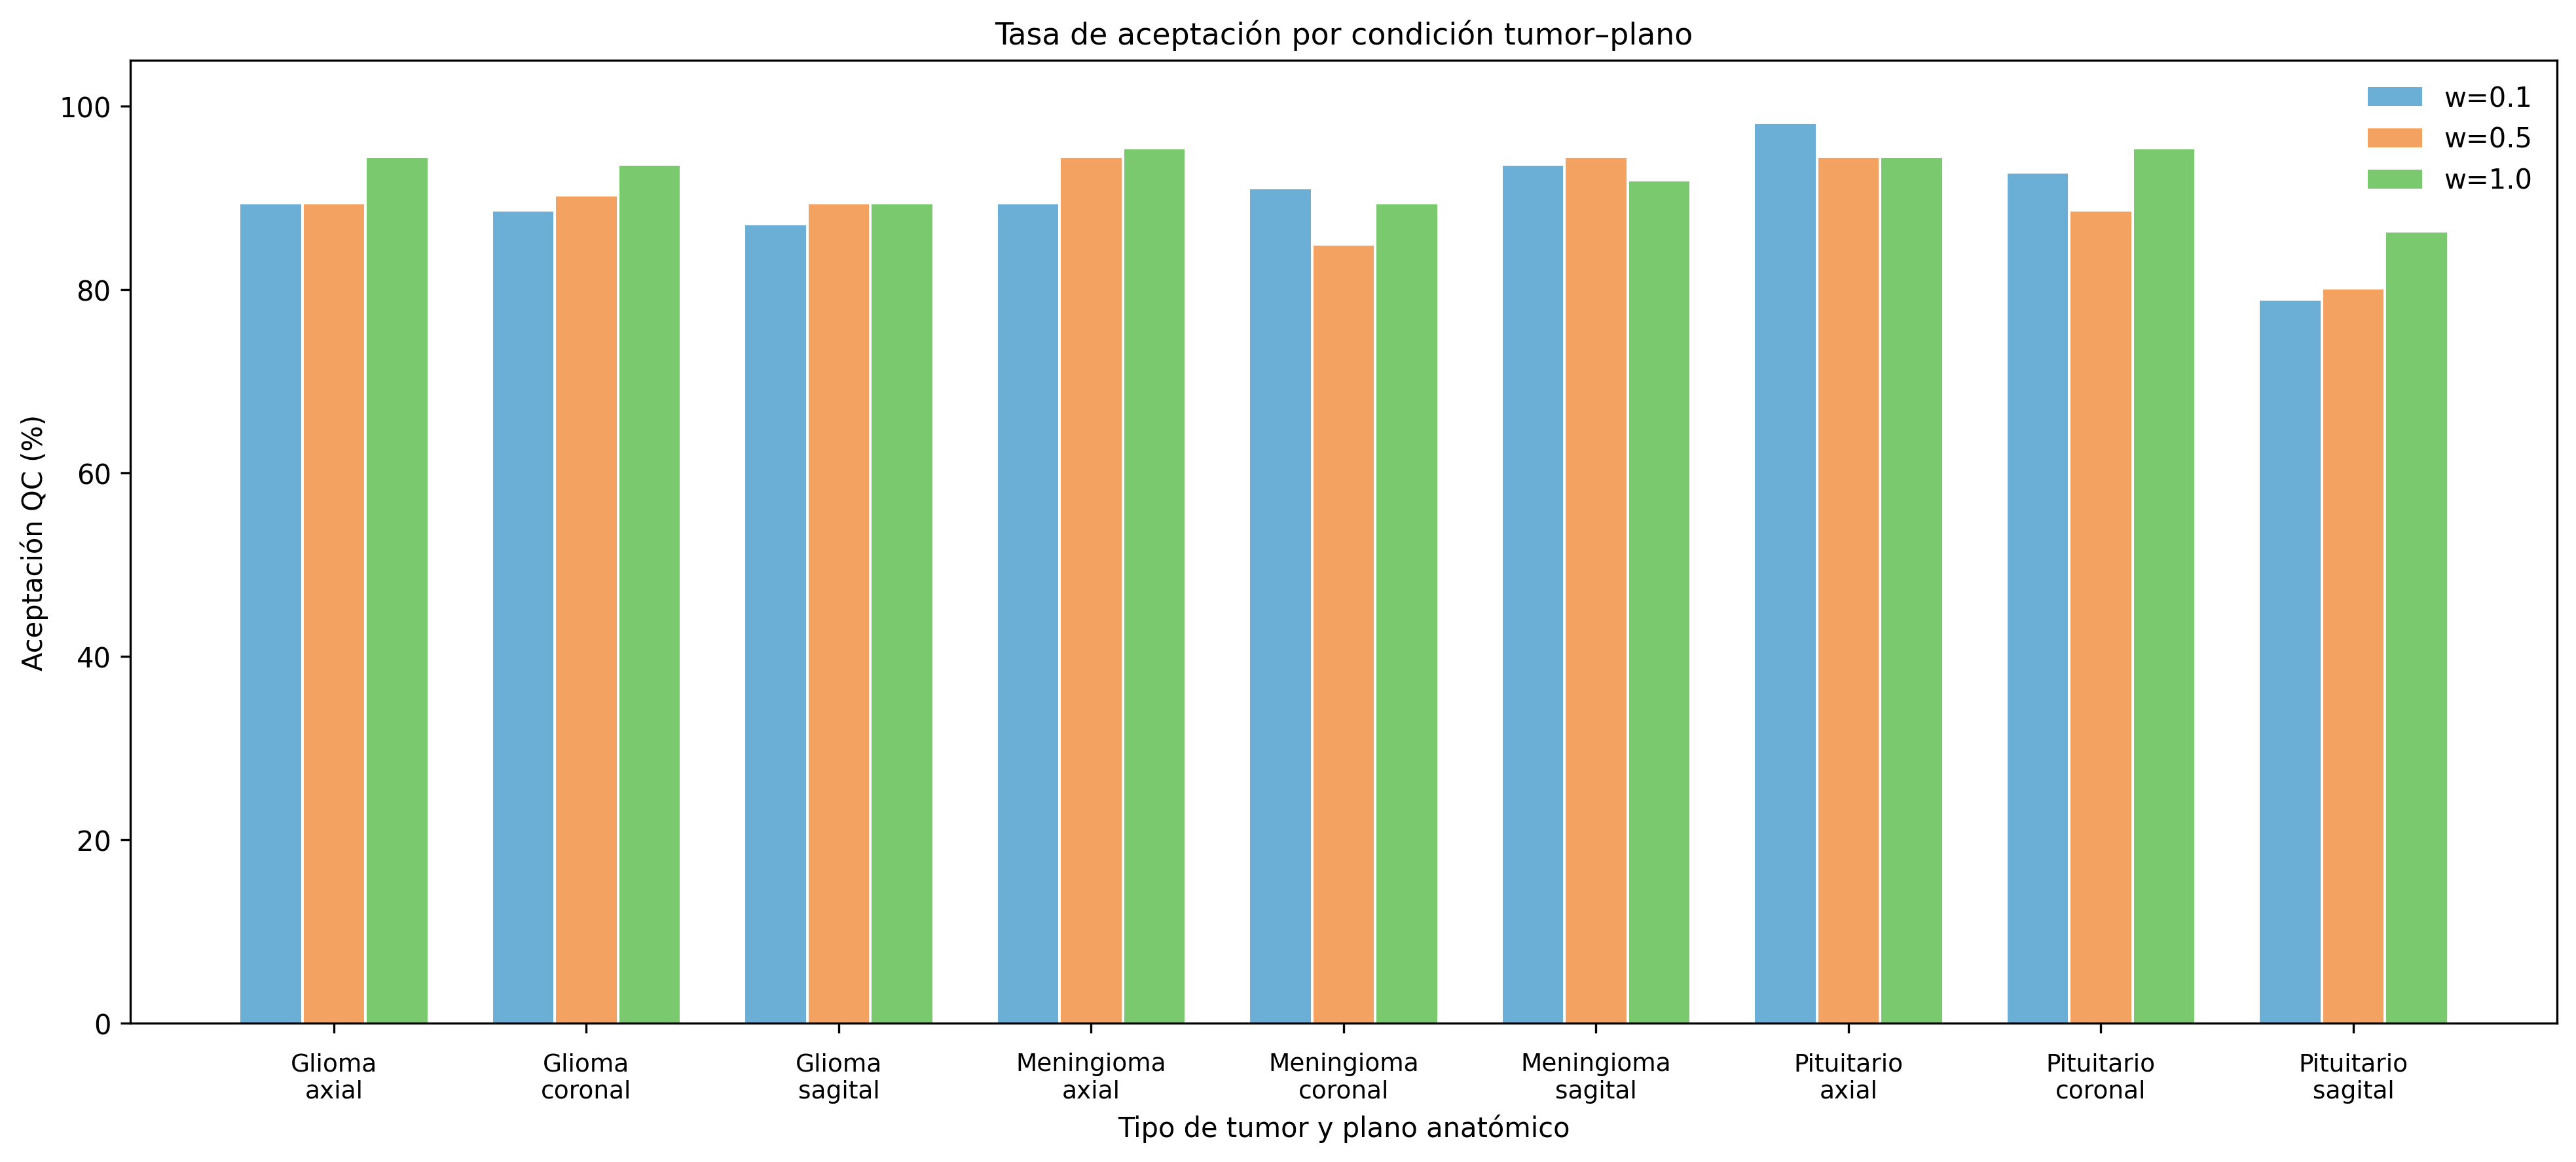 Tasa de aceptación por condición tumor–plano
w=0.1
w=0.5
w=1.0
Aceptación QC (%)
100
80
60
40
20
0
Glioma
axial
Glioma
coronal
Glioma
sagital
Meningioma
axial
Meningioma
coronal
Meningioma
sagital
Pituitario
axial
Pituitario
coronal
Pituitario
sagital
Tipo de tumor y plano anatómico